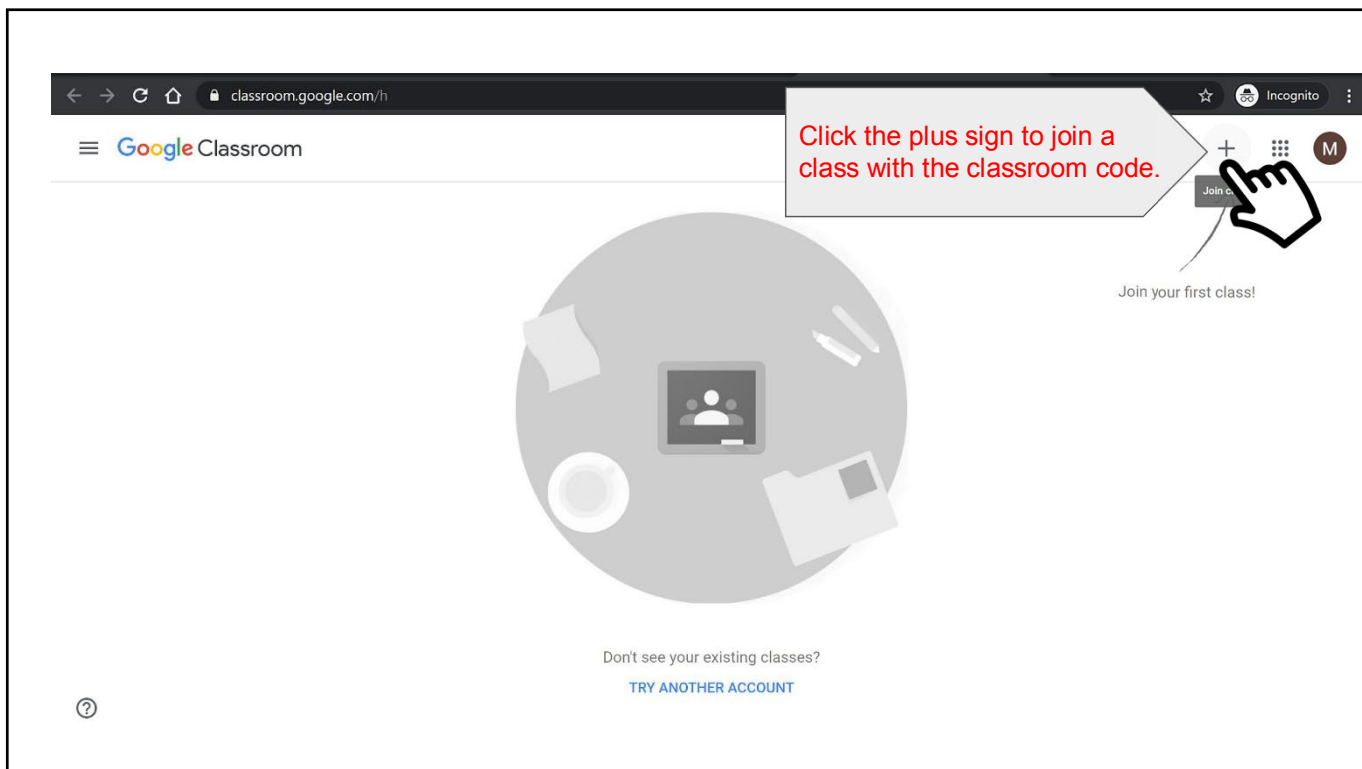 classroom.google.com/h
Incognito
Google Classroom
Click the plus sign to join a
class with the classroom code.
M
Join
Join your first class!
Don't see your existing classes?
TRY ANOTHER ACCOUNT
?